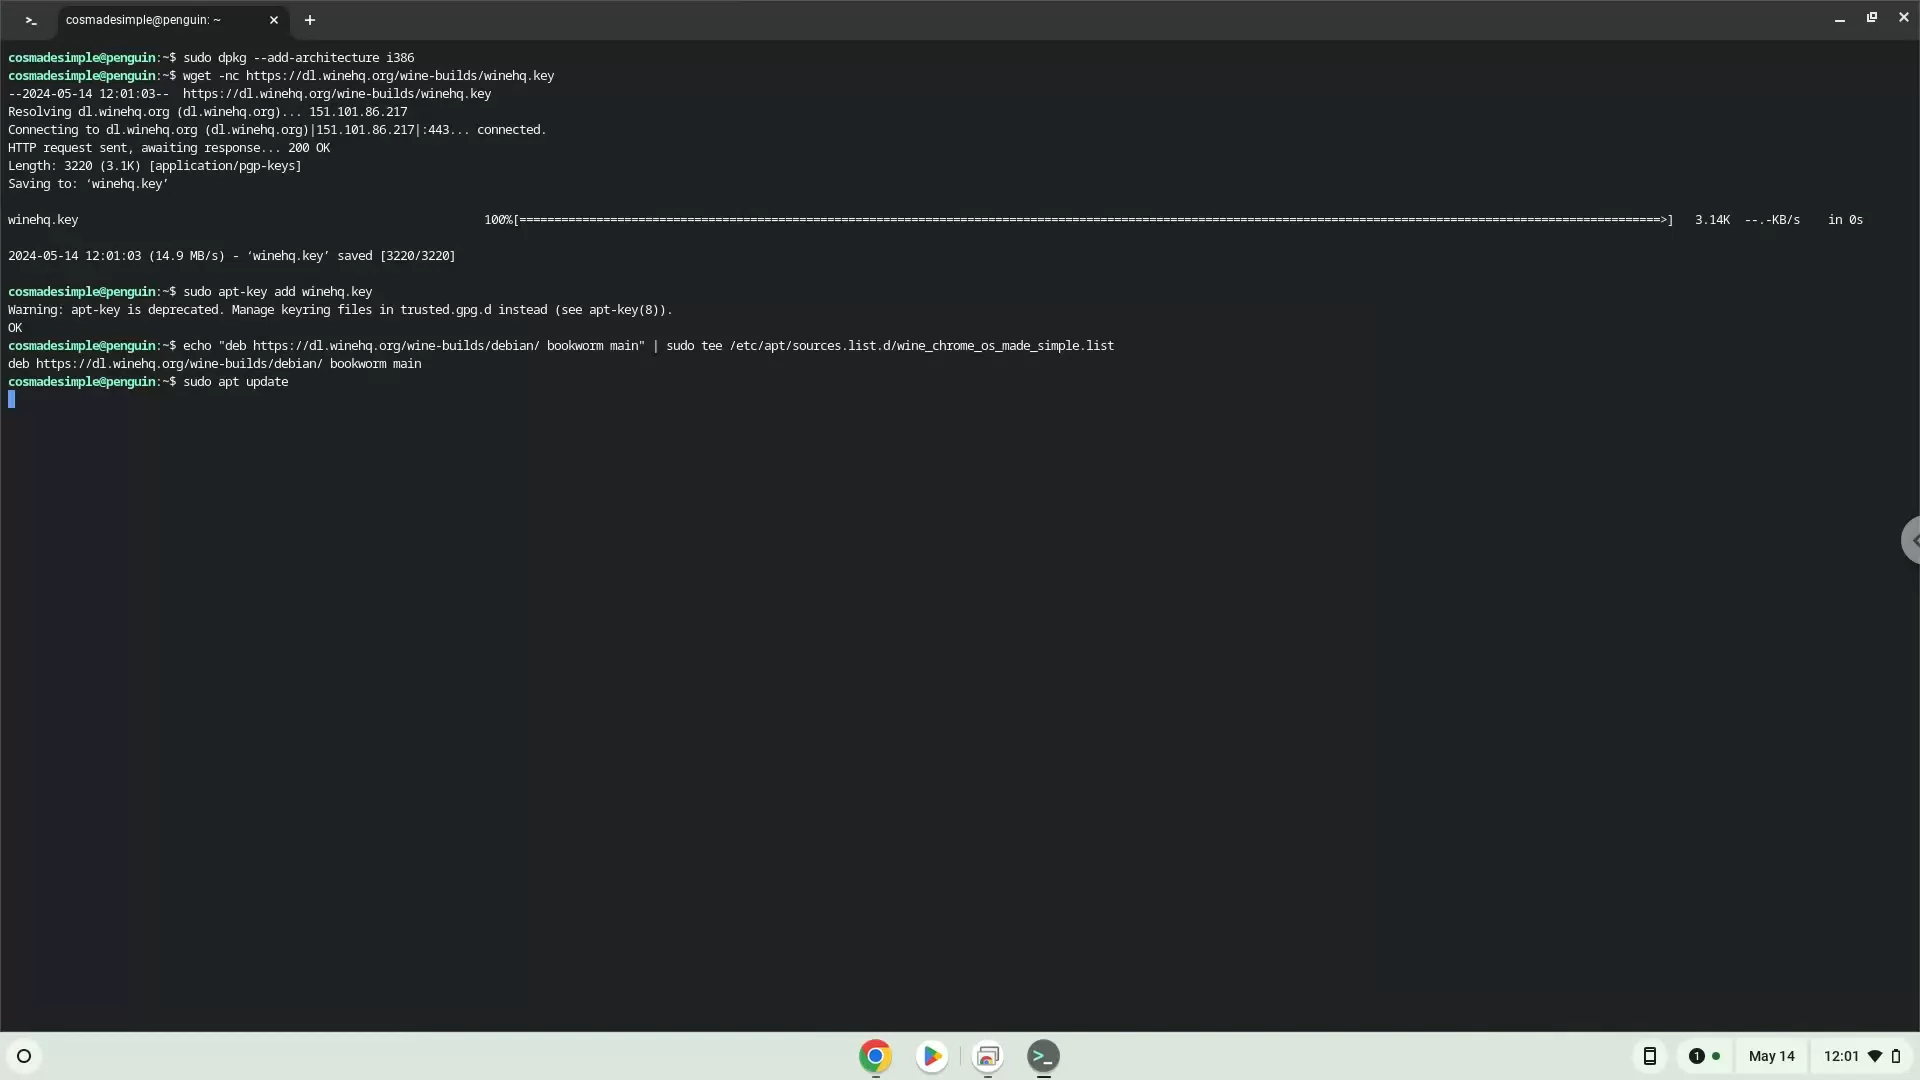 >_ cosmadesimple@penguin: ~
cosmadesimple@penguin:~$ sudo dpkg --add-architecture i386
cosmadesimple@penguin:~$ wget -nc https://dl.winehq.org/wine-builds/winehq.key
--2024-05-14 12:01:03--  https://dl.winehq.org/wine-builds/winehq.key
Resolving dl.winehq.org (dl.winehq.org)... 151.101.86.217
Connecting to dl.winehq.org (dl.winehq.org)|151.101.86.217|:443... connected.
HTTP request sent, awaiting response... 200 OK
Length: 3220 (3.1K) [application/pgp-keys]
Saving to: ‘winehq.key’
winehq.key 100%[===================================================================================================================================================================>] 3.14K --.-KB/s in 0s
2024-05-14 12:01:03 (14.9 MB/s) - ‘winehq.key’ saved [3220/3220]
cosmadesimple@penguin:~$ sudo apt-key add winehq.key
Warning: apt-key is deprecated. Manage keyring files in trusted.gpg.d instead (see apt-key(8)).
OK
cosmadesimple@penguin:~$ echo "deb https://dl.winehq.org/wine-builds/debian/ bookworm main" | sudo tee /etc/apt/sources.list.d/wine_chrome_os_made_simple.list
deb https://dl.winehq.org/wine-builds/debian/ bookworm main
cosmadesimple@penguin:~$ sudo apt update
>_ 1 May 14 12:01